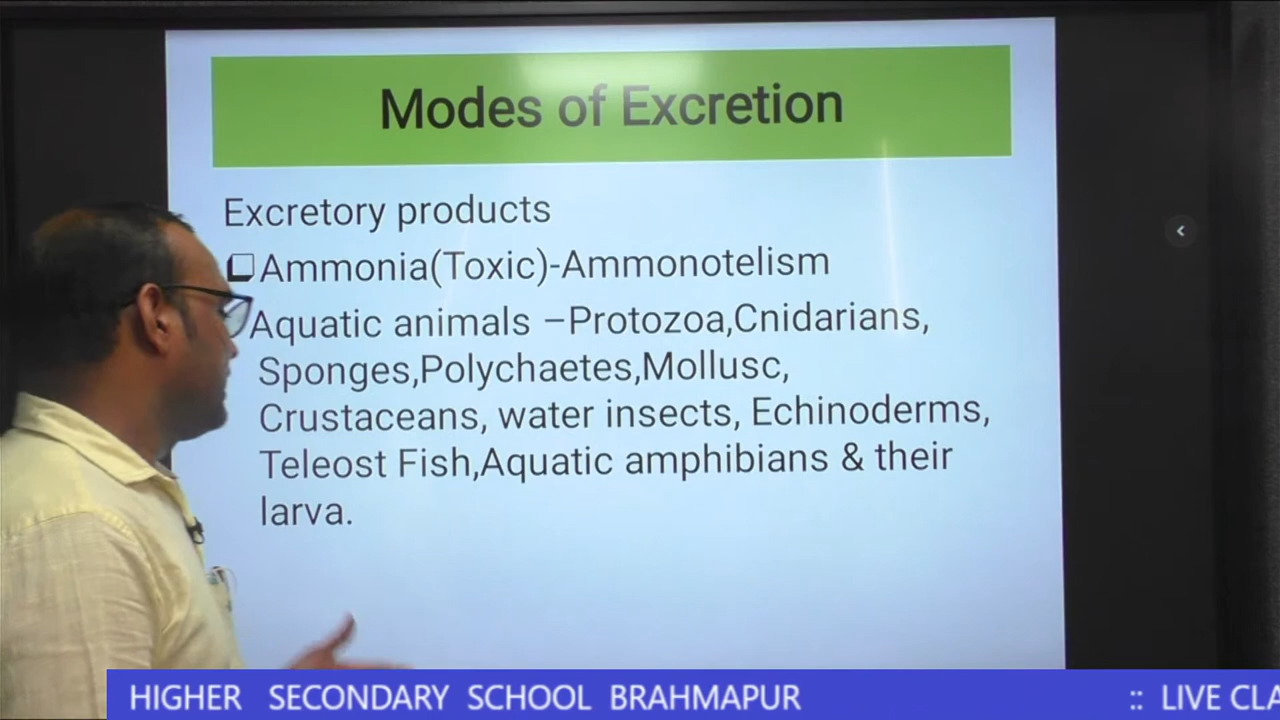 Modes of Excretion
Excretory products
❑Ammonia(Toxic)-Ammonotelism
Aquatic animals –Protozoa,Cnidarians,
Sponges,Polychaetes,Mollusc,
Crustaceans, water insects, Echinoderms,
Teleost Fish,Aquatic amphibians & their
larva.
HIGHER SECONDARY SCHOOL BRAHMAPUR :: LIVE CLA